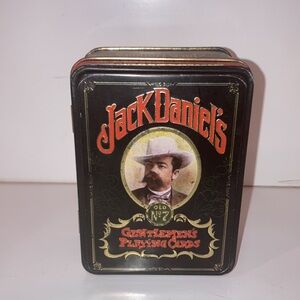 Jack Daniel's
OLD
No. 7
GENTLEMEN'S
PLAYING CARDS